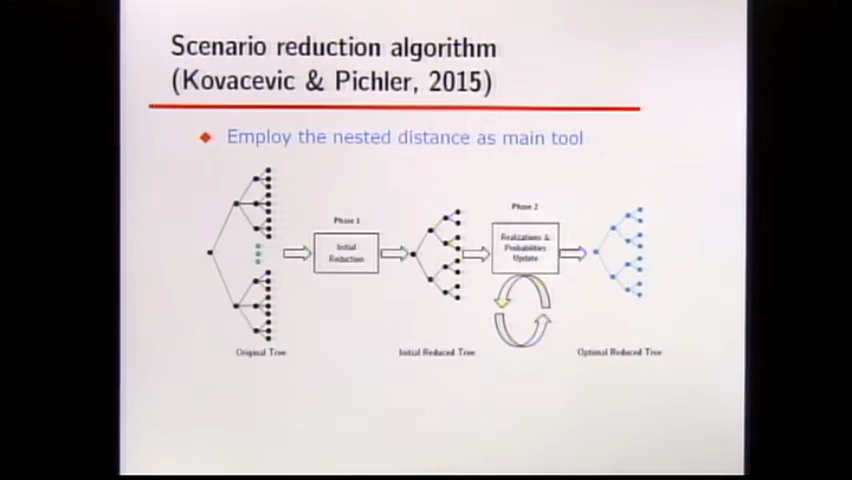 Scenario reduction algorithm
(Kovacevic & Pichler, 2015)
Employ the nested distance as main tool
Phase 1
Phase 2
Initial
Reduction
Realizations &
Probabilities
Update
Original Tree
Initial Reduced Tree
Optimal Reduced Tree